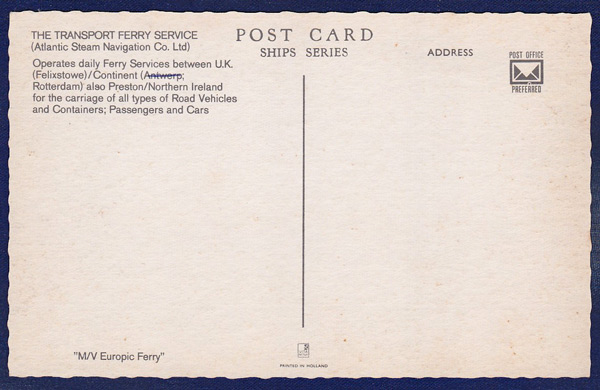 THE TRANSPORT FERRY SERVICE
(Atlantic Steam Navigation Co. Ltd)
Operates daily Ferry Services between U.K.
(Felixstowe)/Continent (Antwerp;
Rotterdam) also Preston/Northern Ireland
for the carriage of all types of Road Vehicles
and Containers; Passengers and Cars
POST CARD
SHIPS SERIES
ADDRESS
POST OFFICE
PREFERRED
"M/V Europic Ferry"
PRINTED IN HOLLAND